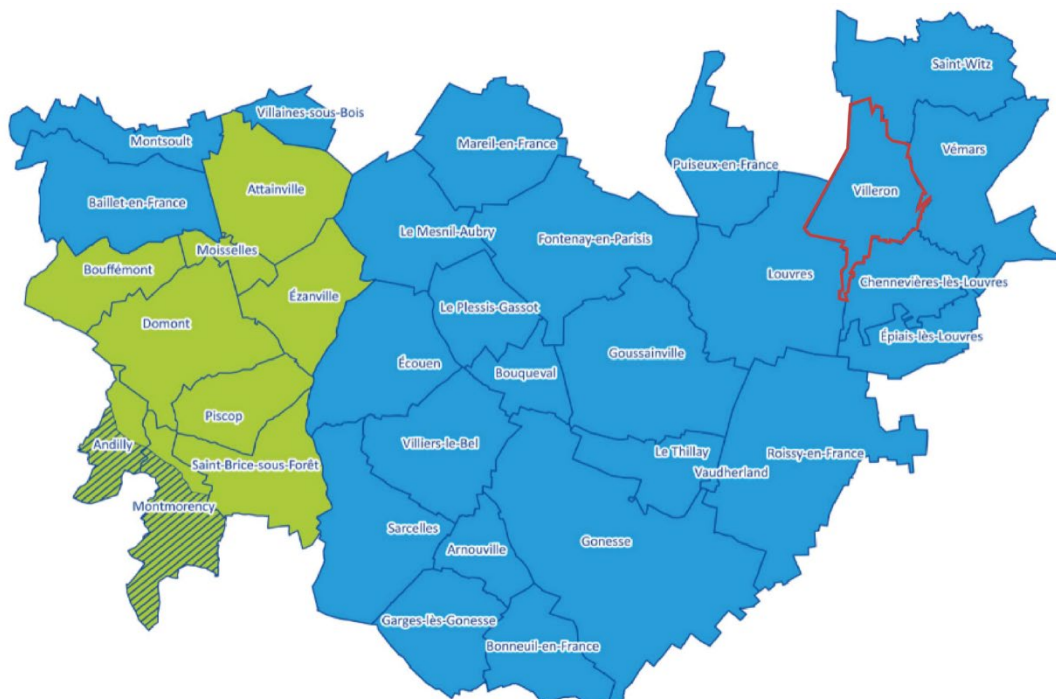 Saint-Witz
Villaines-sous-Bois
Montsoult
Mareil-en-France
Vémars
Puiseux-en-France
Attainville
Villeron
Baillet-en-France
Le Mesnil-Aubry
Fontenay-en-Parisis
Moisselles
Bouffémont
Louvres
Chennevières-lès-Louvres
Ézanville
Le Plessis-Gassot
Domont
Épiais-lès-Louvres
Goussainville
Écouen
Bouqueval
Piscop
Andilly
Villiers-le-Bel
Le Thillay
Roissy-en-France
Saint-Brice-sous-Forêt
Vaudherland
Montmorency
Sarcelles
Gonesse
Arnouville
Garges-lès-Gonesse
Bonneuil-en-France